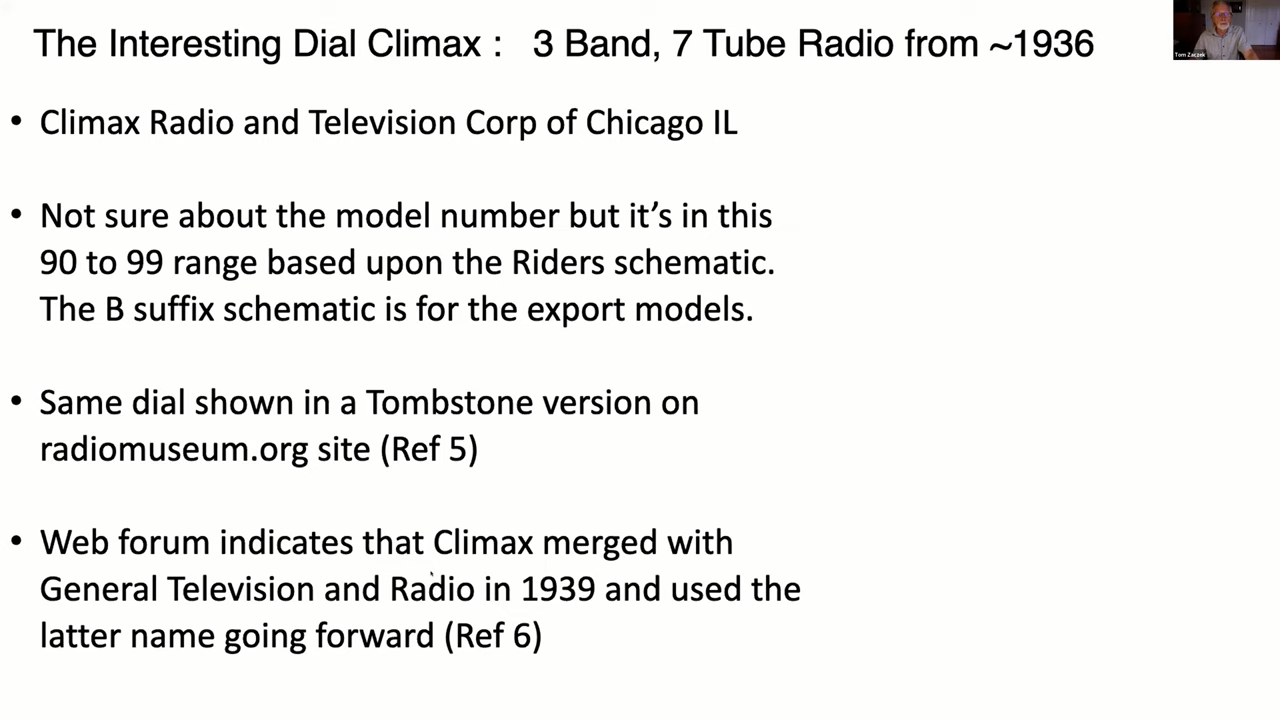 The Interesting Dial Climax :   3 Band, 7 Tube Radio from ~1936
Tom Zaczek
• Climax Radio and Television Corp of Chicago IL
• Not sure about the model number but it’s in this
90 to 99 range based upon the Riders schematic.
The B suffix schematic is for the export models.
• Same dial shown in a Tombstone version on
radiomuseum.org site (Ref 5)
• Web forum indicates that Climax merged with
General Television and Radio in 1939 and used the
latter name going forward (Ref 6)